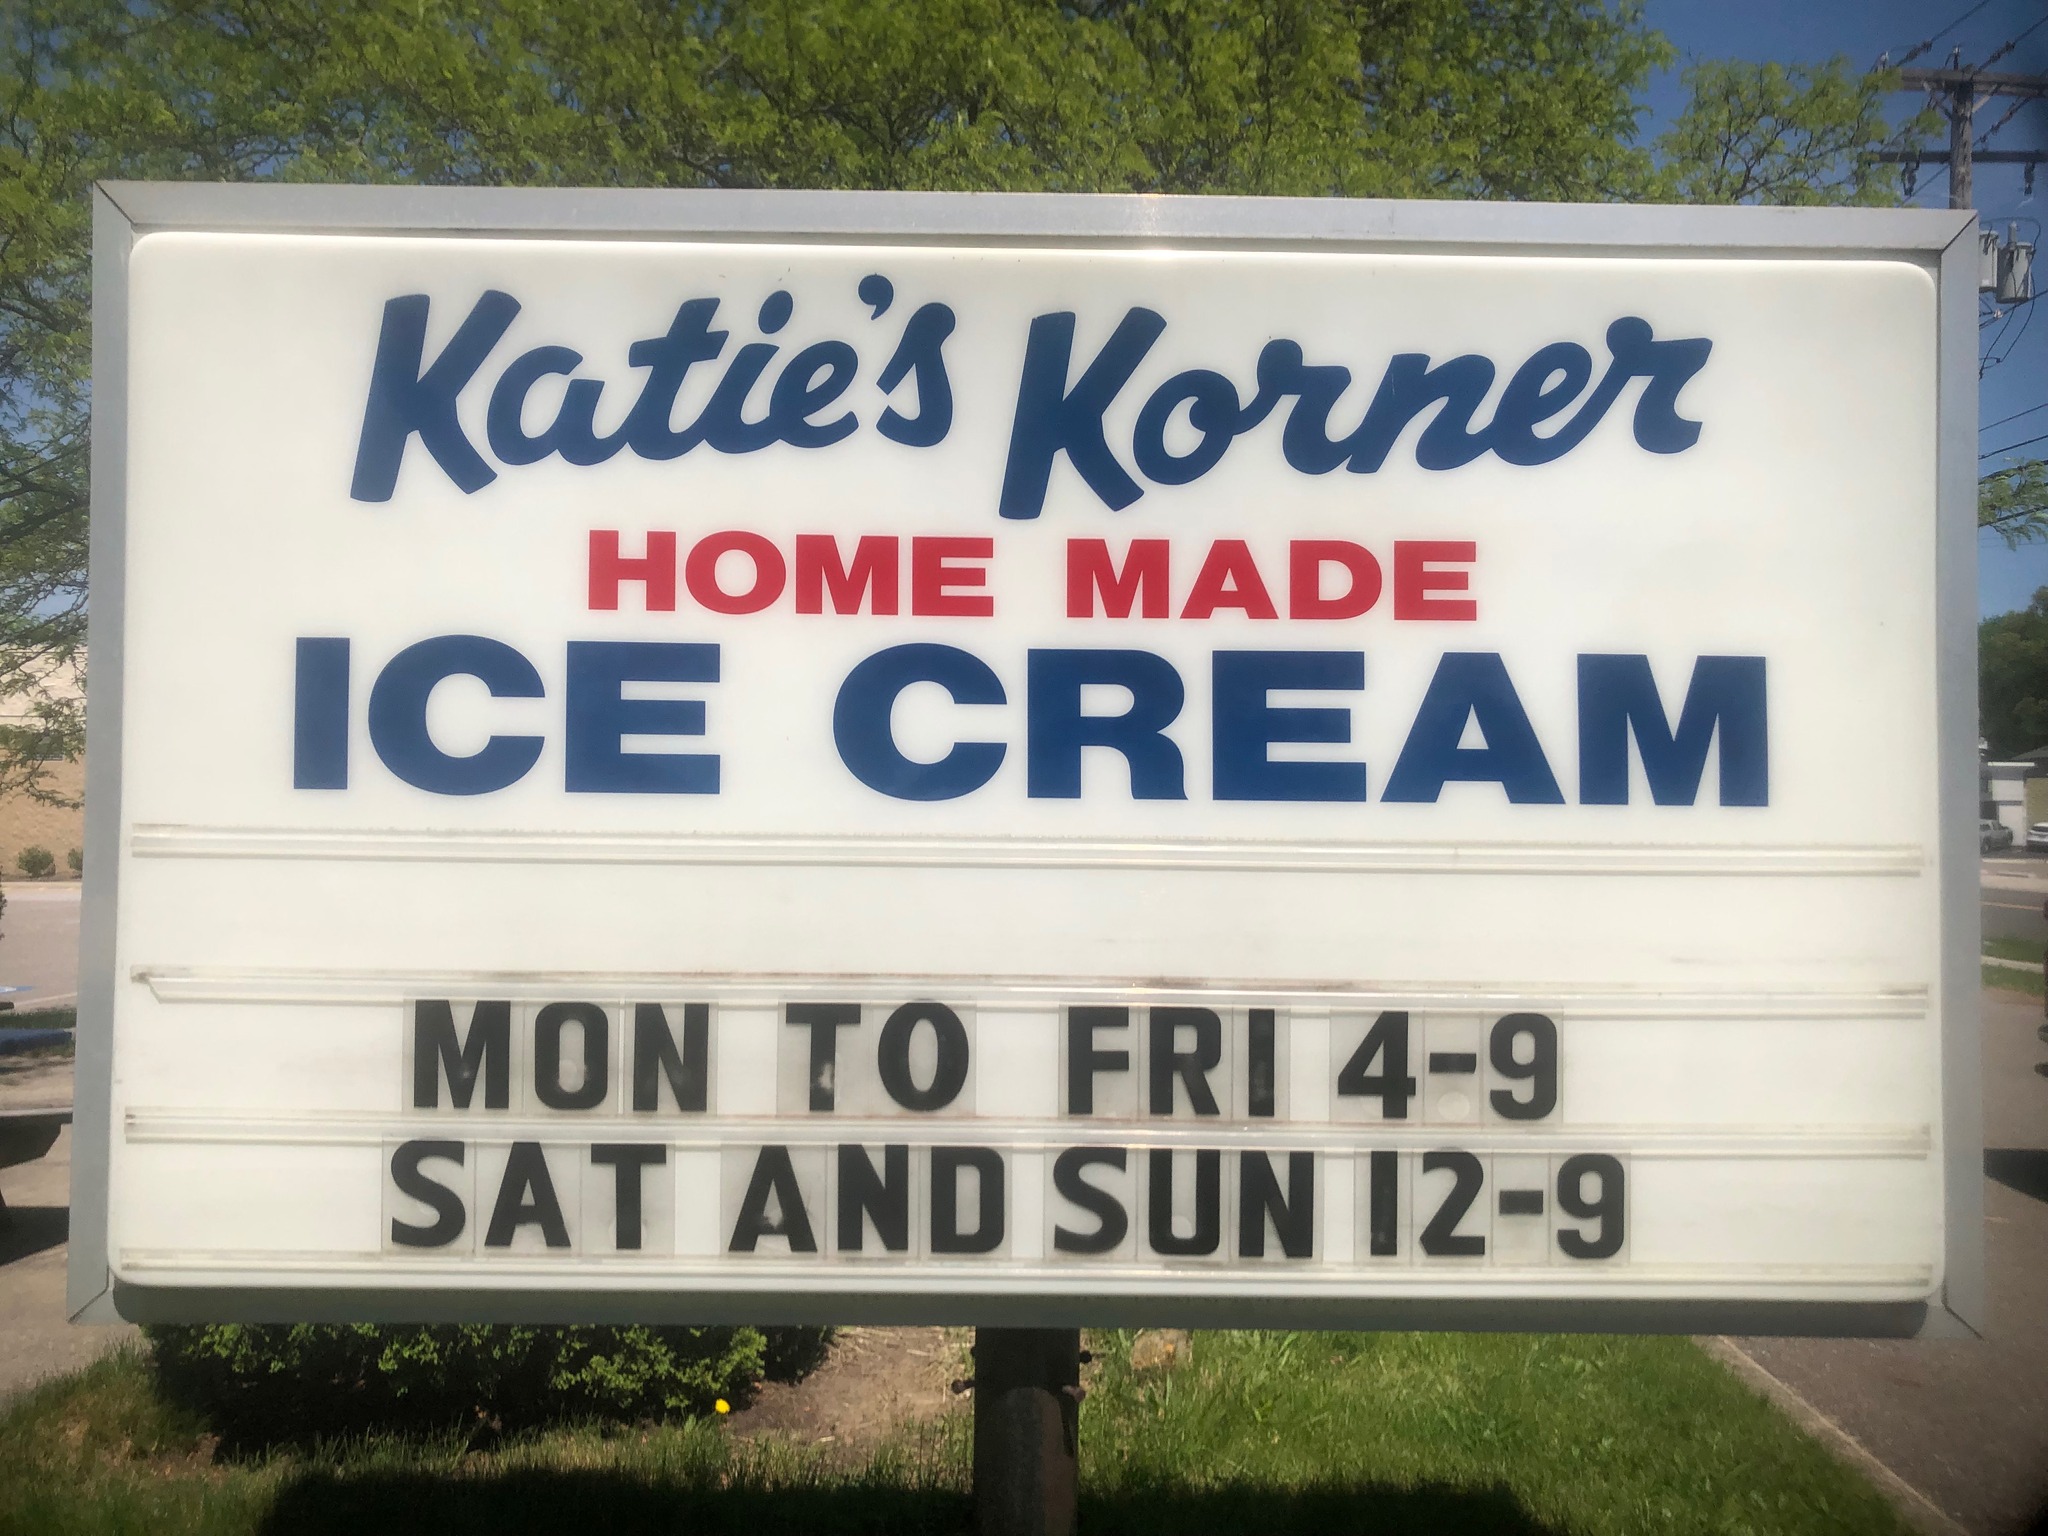 Katie's Korner
HOME MADE
ICE CREAM
MON TO FRI 4-9
SAT AND SUN 12-9